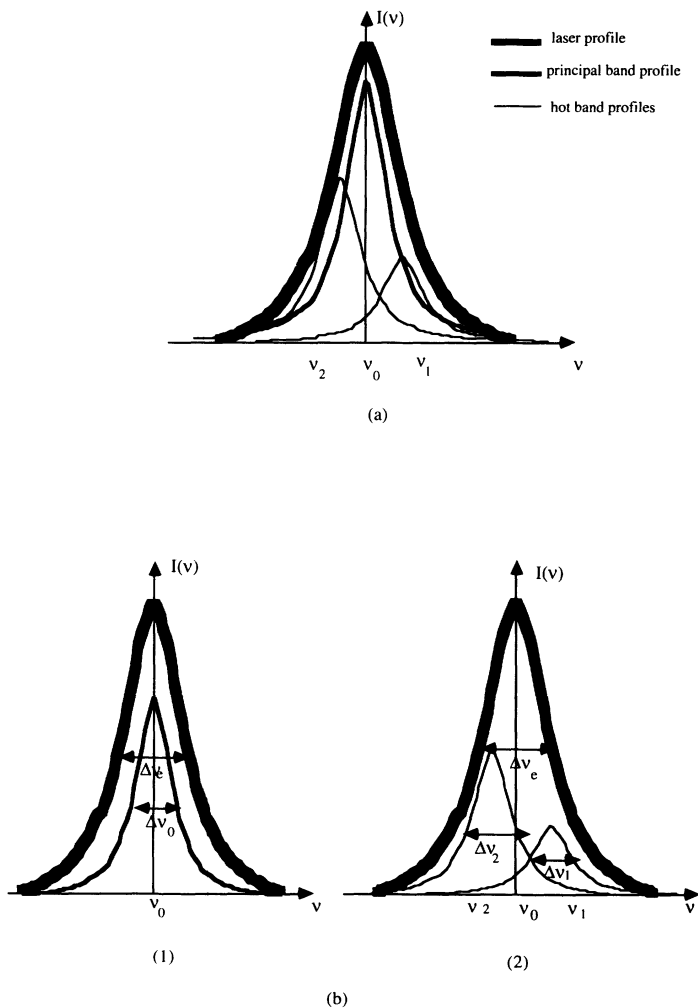 I(ν)
laser profile
principal band profile
hot band profiles
ν2 ν0 ν1 ν
(a)
I(ν) I(ν)
Δνe Δνe
Δν0 Δν2 Δν1
ν0 ν ν2 ν0 ν1 ν
(1) (2)
(b)